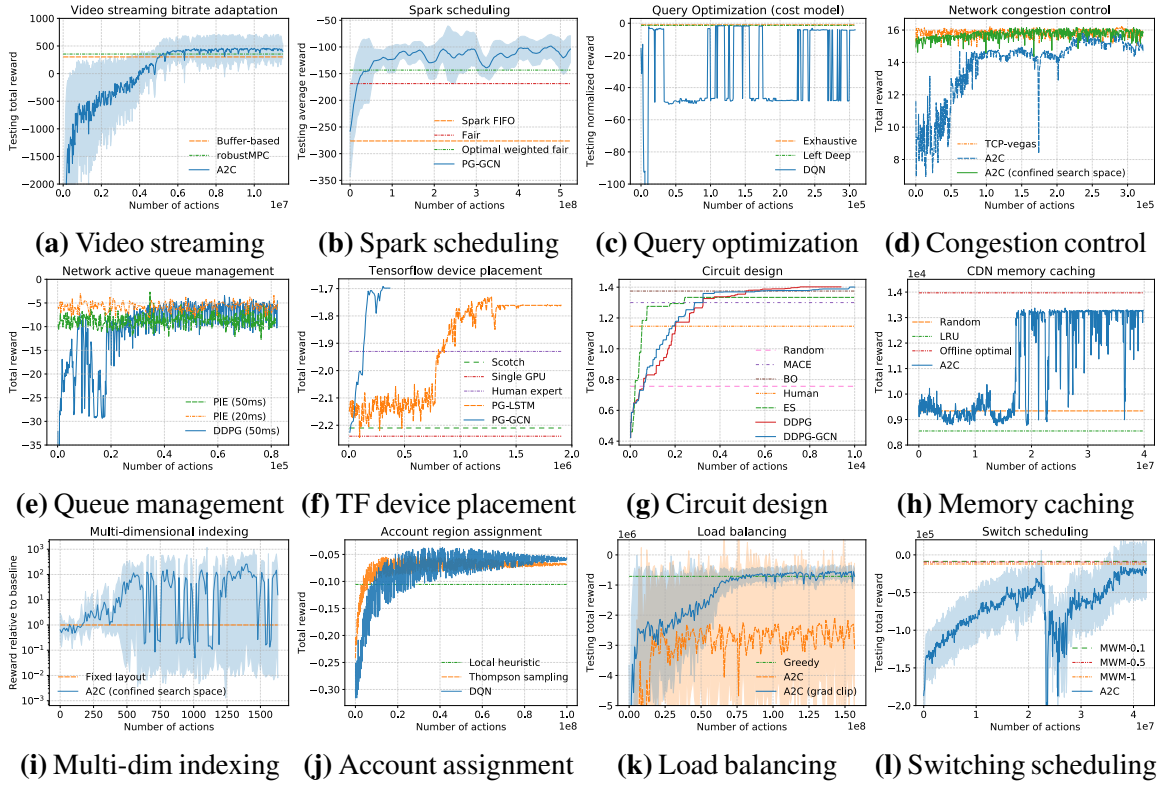 Video streaming bitrate adaptation
Testing total reward
500
0
−500
−1000
−1500
−2000
Buffer-based
robustMPC
A2C
0.0 0.2 0.4 0.6 0.8 1.0
1e7
Number of actions
(a) Video streaming
Spark scheduling
Testing average reward
−50
−100
−150
−200
−250
−300
−350
Spark FIFO
Fair
Optimal weighted fair
PG-GCN
0 1 2 3 4 5
1e8
Number of actions
(b) Spark scheduling
Query Optimization (cost model)
Testing normalized reward
0
−20
−40
−60
−80
−100
Exhaustive
Left Deep
DQN
0.0 0.5 1.0 1.5 2.0 2.5 3.0
1e5
Number of actions
(c) Query optimization
Network congestion control
Total reward
16
14
12
10
8
TCP-vegas
A2C
A2C (confined search space)
0.0 0.5 1.0 1.5 2.0 2.5 3.0
1e5
Number of actions
(d) Congestion control
Network active queue management
Total reward
0
−5
−10
−15
−20
−25
−30
−35
PIE (50ms)
PIE (20ms)
DDPG (50ms)
0.0 0.2 0.4 0.6 0.8
1e5
Number of actions
(e) Queue management
Tensorflow device placement
Total reward
−1.7
−1.8
−1.9
−2.0
−2.1
−2.2
Scotch
Single GPU
Human expert
PG-LSTM
PG-GCN
0.0 0.5 1.0 1.5 2.0
1e6
Number of actions
(f) TF device placement
Circuit design
Total reward
1.4
1.2
1.0
0.8
0.6
0.4
Random
MACE
BO
Human
ES
DDPG
DDPG-GCN
0.0 0.2 0.4 0.6 0.8 1.0
1e4
Number of actions
(g) Circuit design
CDN memory caching
1e4
Total reward
1.4
1.3
1.2
1.1
1.0
0.9
0.8
Random
LRU
Offline optimal
A2C
0 1 2 3 4
1e7
Number of actions
(h) Memory caching
Multi-dimensional indexing
Reward relative to baseline
10³
10²
10¹
10⁰
10⁻¹
10⁻²
10⁻³
Fixed layout
A2C (confined search space)
0 250 500 750 1000 1250 1500
Number of actions
(i) Multi-dim indexing
Account region assignment
Total reward
−0.05
−0.10
−0.15
−0.20
−0.25
−0.30
Local heuristic
Thompson sampling
DQN
0.0 0.2 0.4 0.6 0.8 1.0
1e8
Number of actions
(j) Account assignment
Load balancing
1e6
Testing total reward
0
−1
−2
−3
−4
−5
Greedy
A2C
A2C (grad clip)
0.00 0.25 0.50 0.75 1.00 1.25 1.50
1e8
Number of actions
(k) Load balancing
Switch scheduling
1e5
Testing total reward
0.0
−0.5
−1.0
−1.5
−2.0
MWM-0.1
MWM-0.5
MWM-1
A2C
0 1 2 3 4
1e7
Number of actions
(l) Switching scheduling